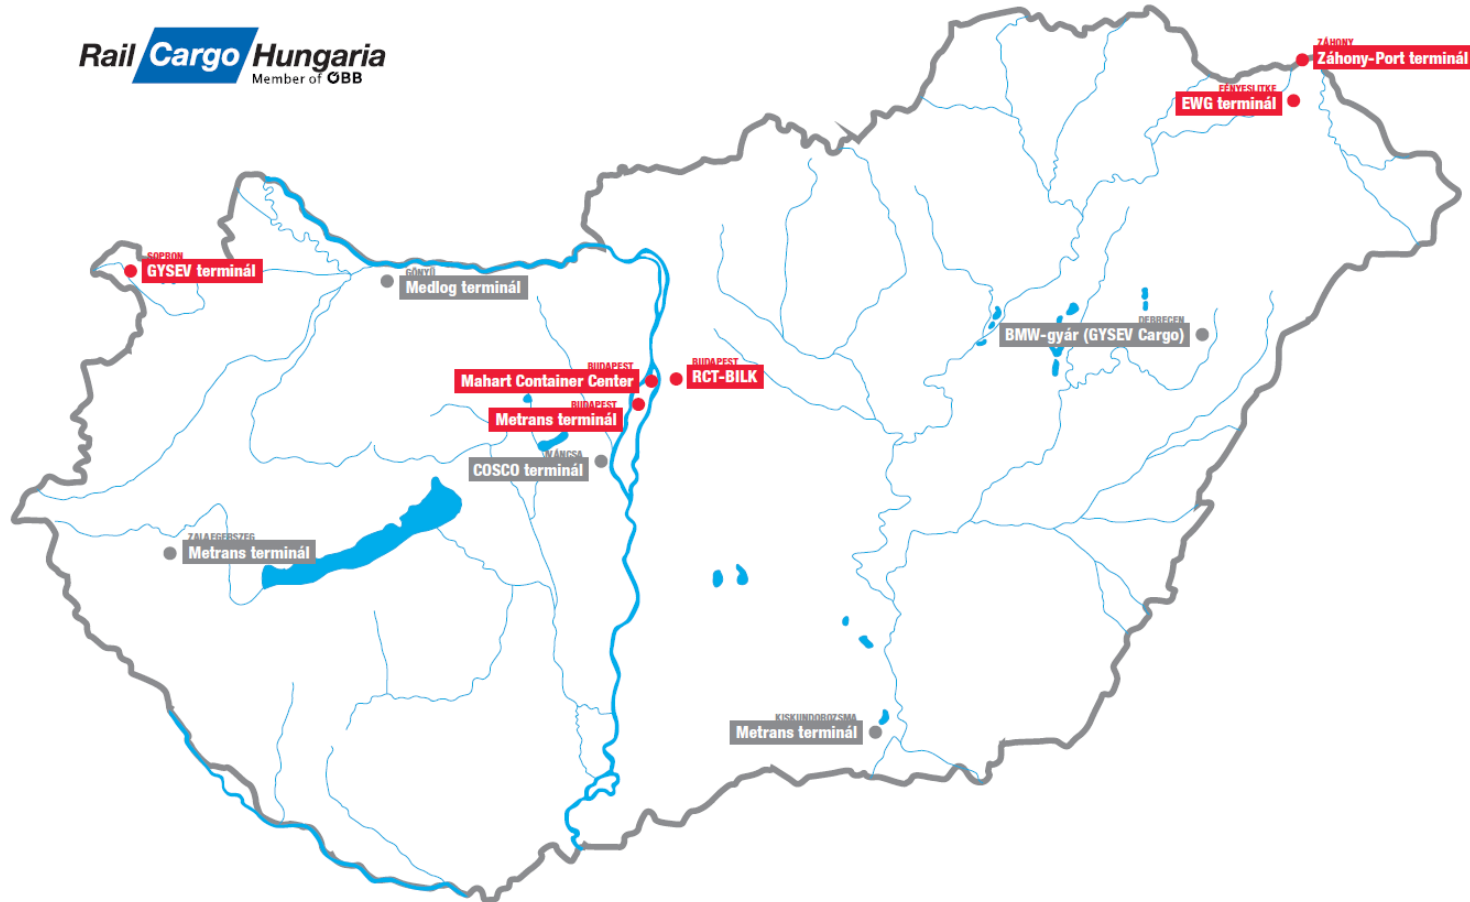 Rail Cargo Hungaria
Member of ÖBB
ZÁHONY
Záhony-Port terminál
FÉNYESLITKE
EWG terminál
SOPRON
GYSEV terminál
GÖNYŰ
Medlog terminál
DEBRECEN
BMW-gyár (GYSEV Cargo)
BUDAPEST
Mahart Container Center
BUDAPEST
RCT-BILK
BUDAPEST
Metrans terminál
IVÁNCSA
COSCO terminál
ZALAEGERSZEG
Metrans terminál
KISKUNDOROZSMA
Metrans terminál